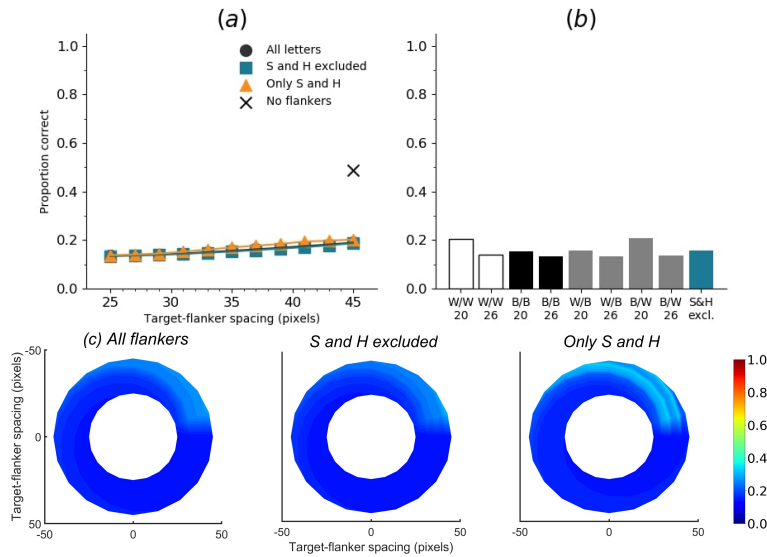 (a)
1.0
0.8
0.6
0.4
0.2
0.0
Proportion correct
All letters
S and H excluded
Only S and H
No flankers
25 30 35 40 45
Target-flanker spacing (pixels)
(b)
1.0
0.8
0.6
0.4
0.2
0.0
W/W W/W B/B B/B W/B W/B B/W B/W S&H
20 26 20 26 20 26 20 26 excl.
(c) All flankers
S and H excluded
Only S and H
Target-flanker spacing (pixels)
-50
0
50
-50 0 50
-50 0 50
-50 0 50
Target-flanker spacing (pixels)
1.0
0.8
0.6
0.4
0.2
0.0